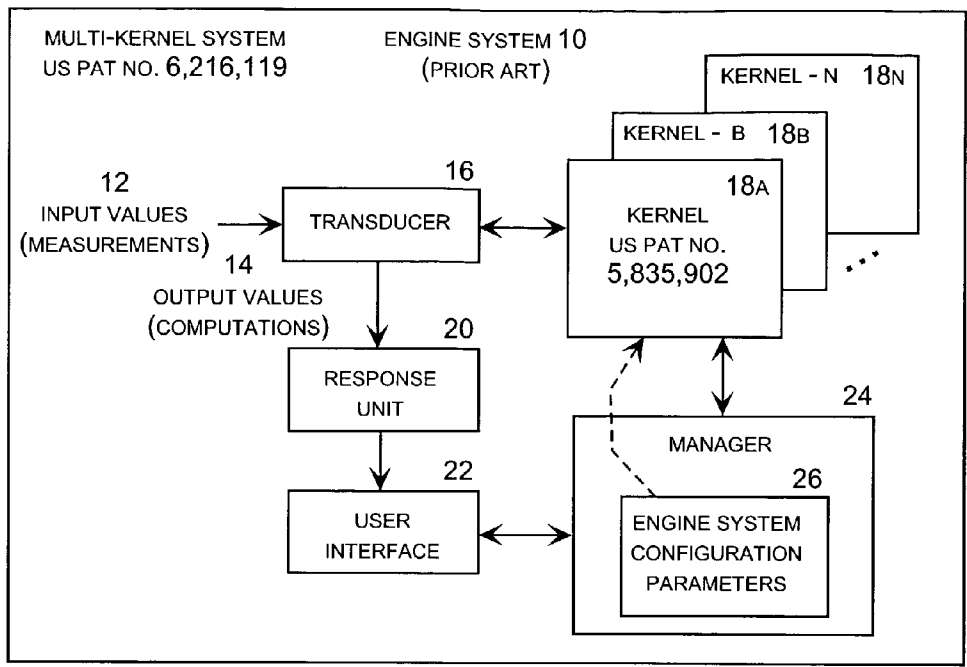 MULTI-KERNEL SYSTEM
US PAT NO. 6,216,119
ENGINE SYSTEM 10
(PRIOR ART)
KERNEL - N 18N
KERNEL - B 18B
18A
KERNEL
US PAT NO.
5,835,902
12
INPUT VALUES
(MEASUREMENTS)
16
TRANSDUCER
14
OUTPUT VALUES
(COMPUTATIONS)
20
RESPONSE
UNIT
22
USER
INTERFACE
24
MANAGER
26
ENGINE SYSTEM
CONFIGURATION
PARAMETERS